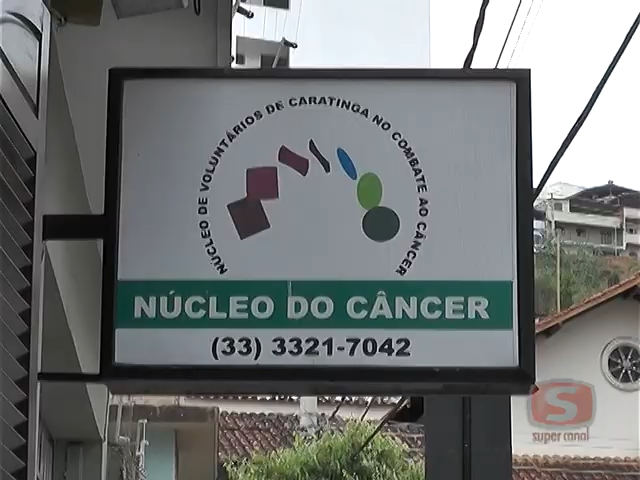 NÚCLEO DE VOLUNTÁRIOS DE CARATINGA NO COMBATE AO CÂNCER
NÚCLEO DO CÂNCER
(33) 3321-7042
S
super canal